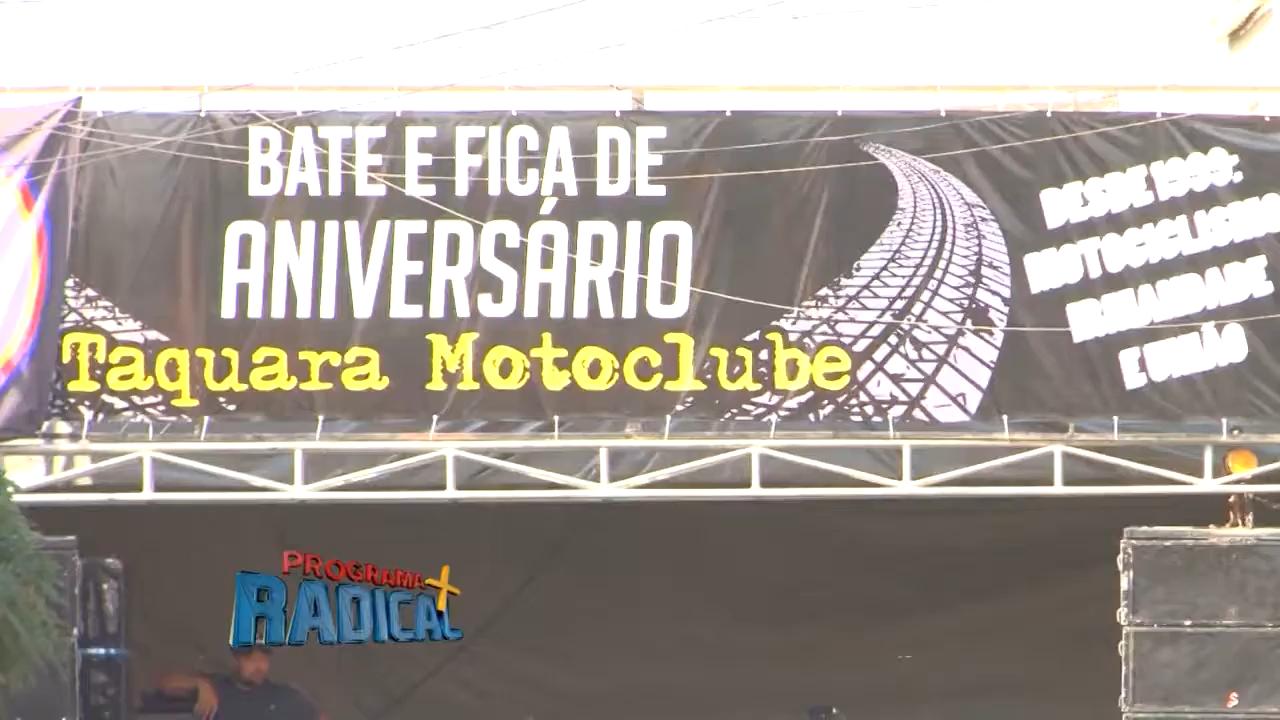 BATE E FICA DE
ANIVERSÁRIO
Taquara Motoclube
DESDE 1999:
MOTOCICLISMO
IRMANDADE
E UNIÃO
PROGRAMA
RADICAL+